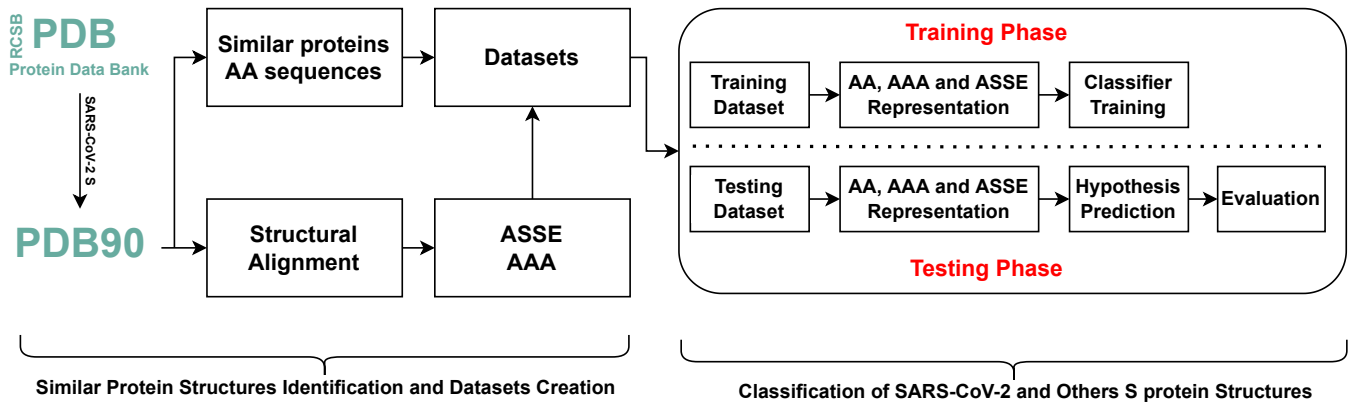 RCSB
PDB
Protein Data Bank
SARS-CoV-2 S
PDB90
Similar proteins
AA sequences
Datasets
Structural
Alignment
ASSE
AAA
Similar Protein Structures Identification and Datasets Creation
Training Phase
Training
Dataset
AA, AAA and ASSE
Representation
Classifier
Training
Testing
Dataset
AA, AAA and ASSE
Representation
Hypothesis
Prediction
Evaluation
Testing Phase
Classification of SARS-CoV-2 and Others S protein Structures